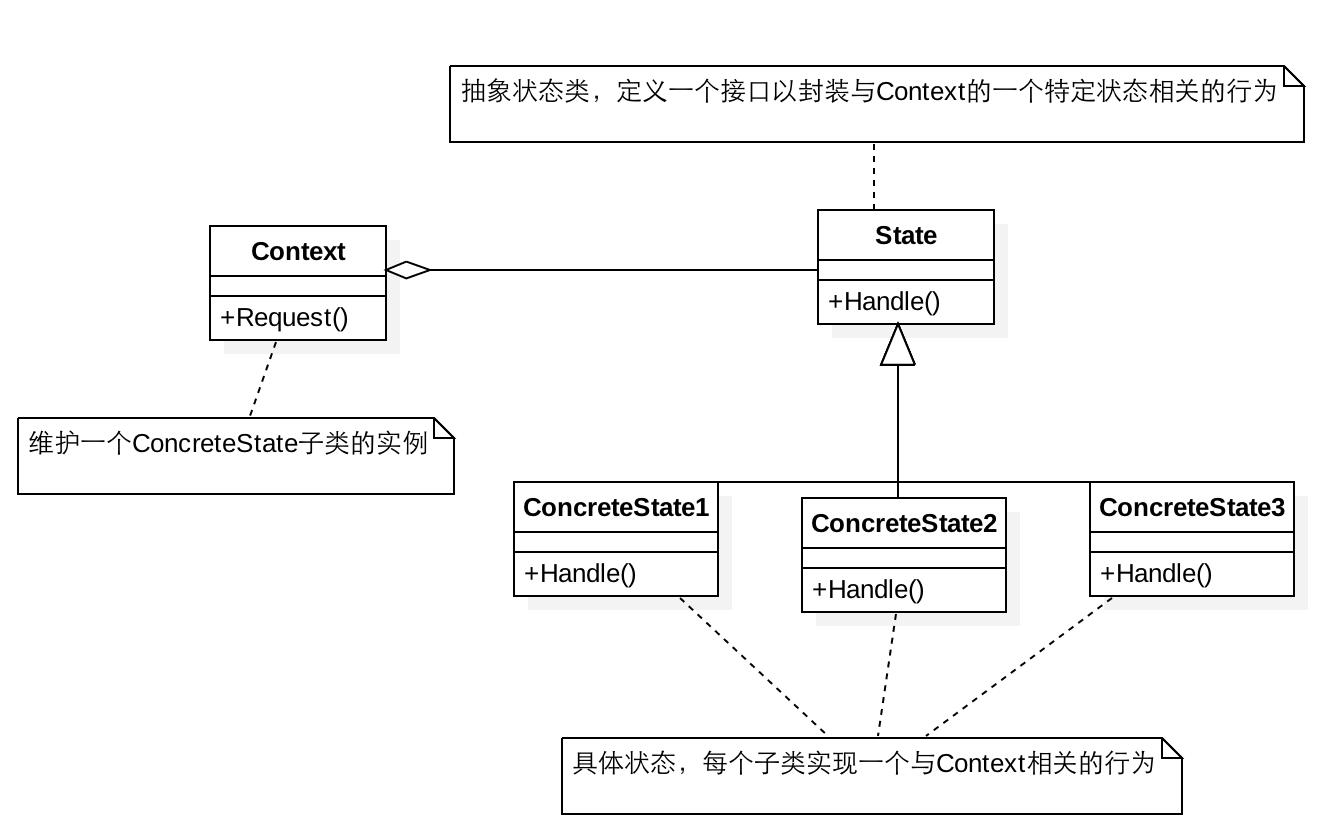 抽象状态类，定义一个接口以封装与Context的一个特定状态相关的行为
State
+Handle()
Context
+Request()
维护一个ConcreteState子类的实例
ConcreteState1
+Handle()
ConcreteState2
+Handle()
ConcreteState3
+Handle()
具体状态，每个子类实现一个与Context相关的行为